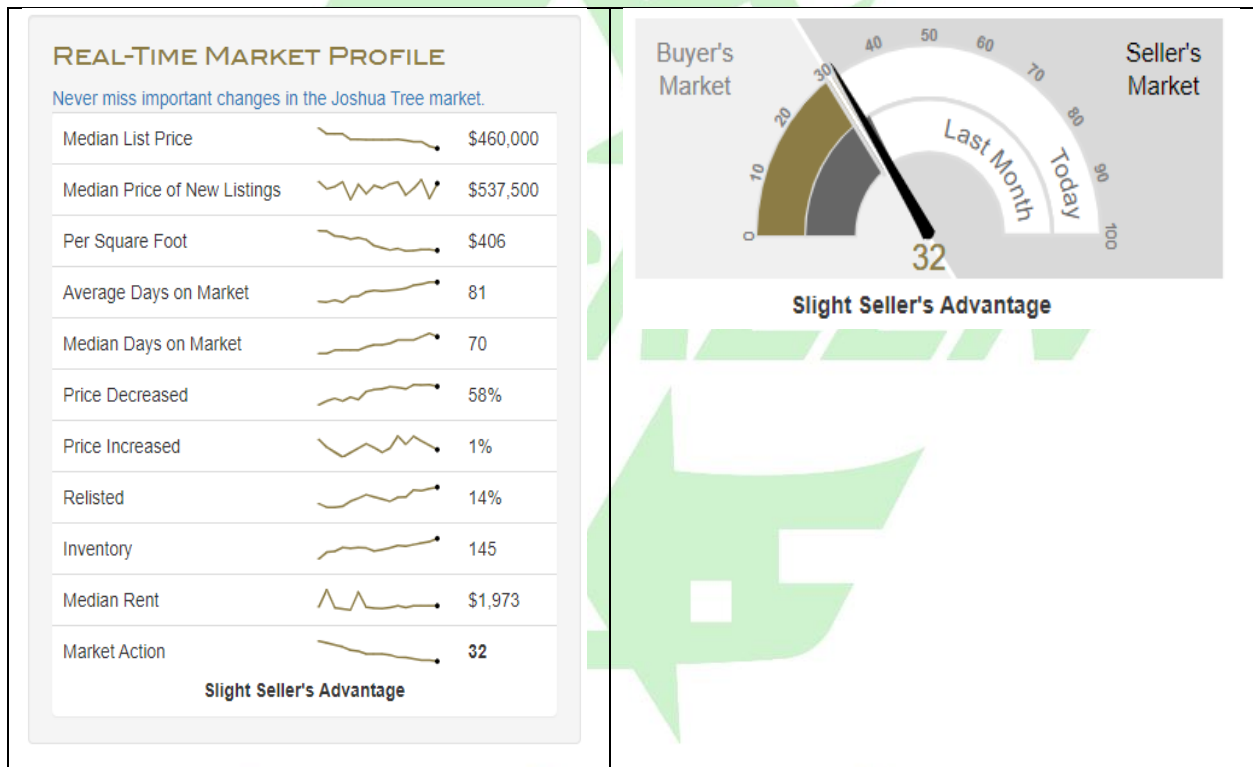 REAL-TIME MARKET PROFILE
Never miss important changes in the Joshua Tree market.
Median List Price $460,000
Median Price of New Listings $537,500
Per Square Foot $406
Average Days on Market 81
Median Days on Market 70
Price Decreased 58%
Price Increased 1%
Relisted 14%
Inventory 145
Median Rent $1,973
Market Action 32
Slight Seller's Advantage
Buyer's
Market
Seller's
Market
0
10
20
30
40
50
60
70
80
90
100
Last Month
Today
32
Slight Seller's Advantage